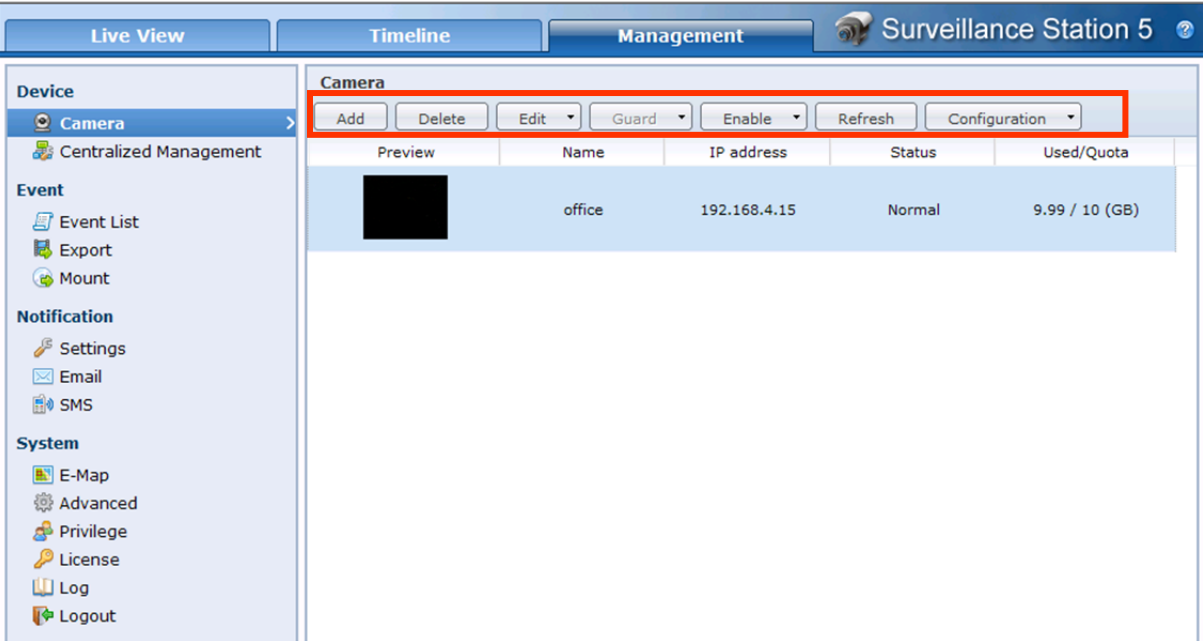 Live View Timeline Management Surveillance Station 5 ?
Device
Camera
Centralized Management
Event
Event List
Export
Mount
Notification
Settings
Email
SMS
System
E-Map
Advanced
Privilege
License
Log
Logout
Camera
Add Delete Edit Guard Enable Refresh Configuration
Preview Name IP address Status Used/Quota
office 192.168.4.15 Normal 9.99 / 10 (GB)